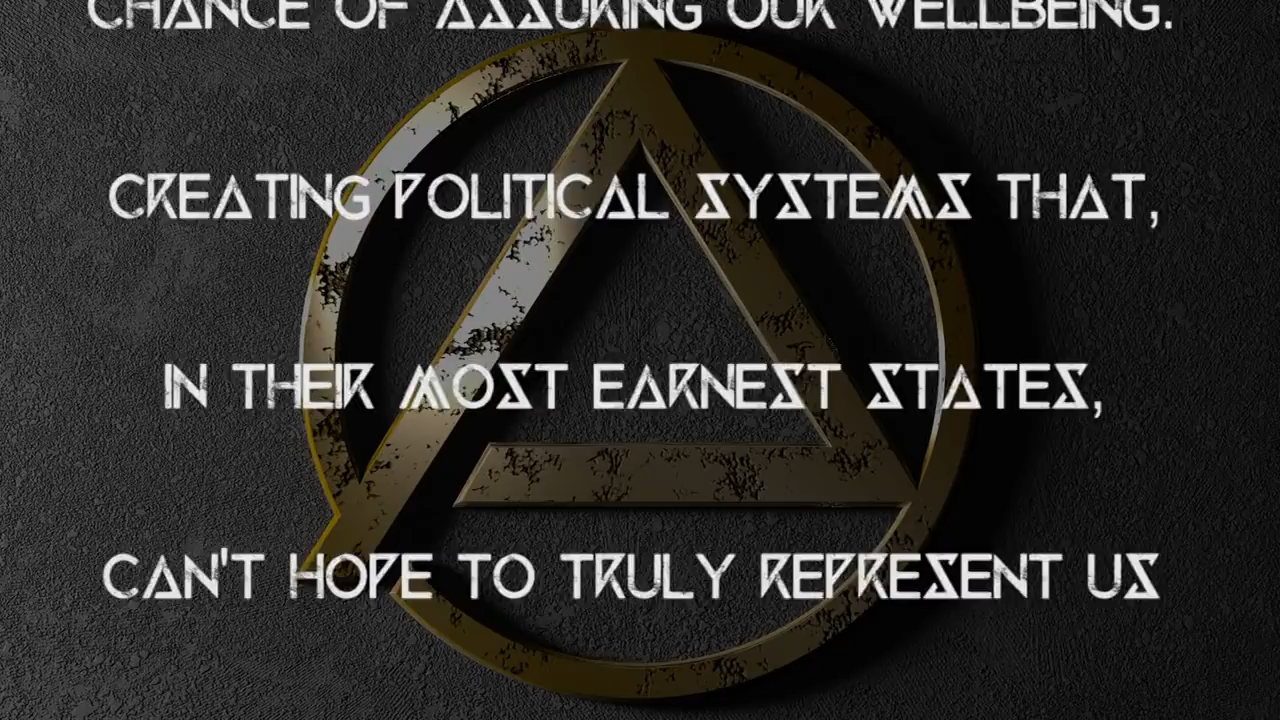 CHANCE OF ASSURING OUR WELLBEING.
CREATING POLITICAL SYSTEMS THAT,
IN THEIR MOST EARNEST STATES,
CAN'T HOPE TO TRULY REPRESENT US